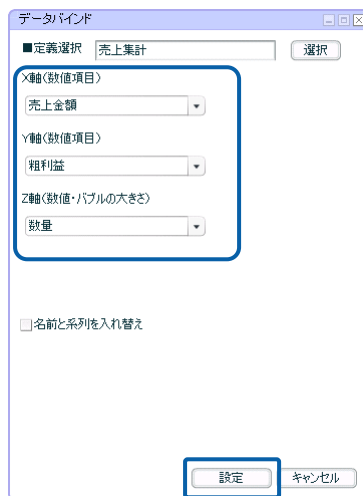 データバインド
■定義選択 売上集計 選択
X軸(数値項目)
売上金額
Y軸(数値項目)
粗利益
Z軸(数値・バブルの大きさ)
数量
名前と系列を入れ替え
設定 キャンセル